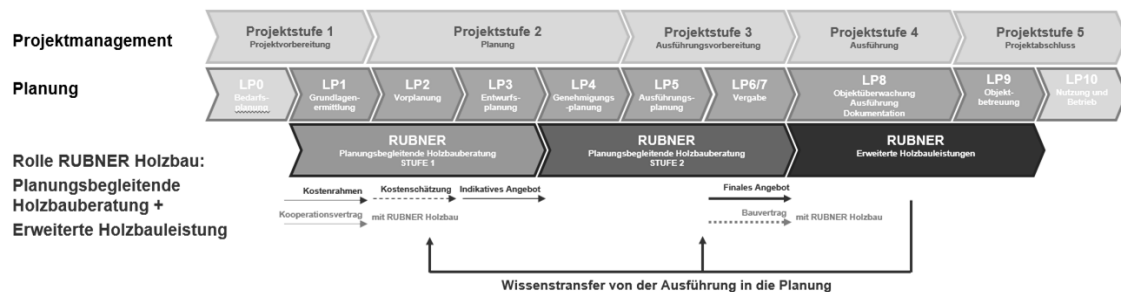 Projektmanagement
Projektstufe 1
Projektvorbereitung
Projektstufe 2
Planung
Projektstufe 3
Ausführungsvorbereitung
Projektstufe 4
Ausführung
Projektstufe 5
Projektabschluss
Planung
LP0
Bedarfs-
planung
LP1
Grundlagen-
ermittlung
LP2
Vorplanung
LP3
Entwurfs-
planung
LP4
Genehmigungs-
-planung
LP5
Ausführungs-
planung
LP6/7
Vergabe
LP8
Objektüberwachung
Ausführung
Dokumentation
LP9
Objekt-
betreuung
LP10
Nutzung und
Betrieb
Rolle RUBNER Holzbau:
Planungsbegleitende
Holzbauberatung +
Erweiterte Holzbauleistung
RUBNER
Planungsbegleitende Holzbauberatung
STUFE 1
RUBNER
Planungsbegleitende Holzbauberatung
STUFE 2
RUBNER
Erweiterte Holzbauleistungen
Kostenrahmen
Kostenschätzung
Indikatives Angebot
Finales Angebot
Kooperationsvertrag
mit RUBNER Holzbau
Bauvertrag
mit RUBNER Holzbau
Wissenstransfer von der Ausführung in die Planung